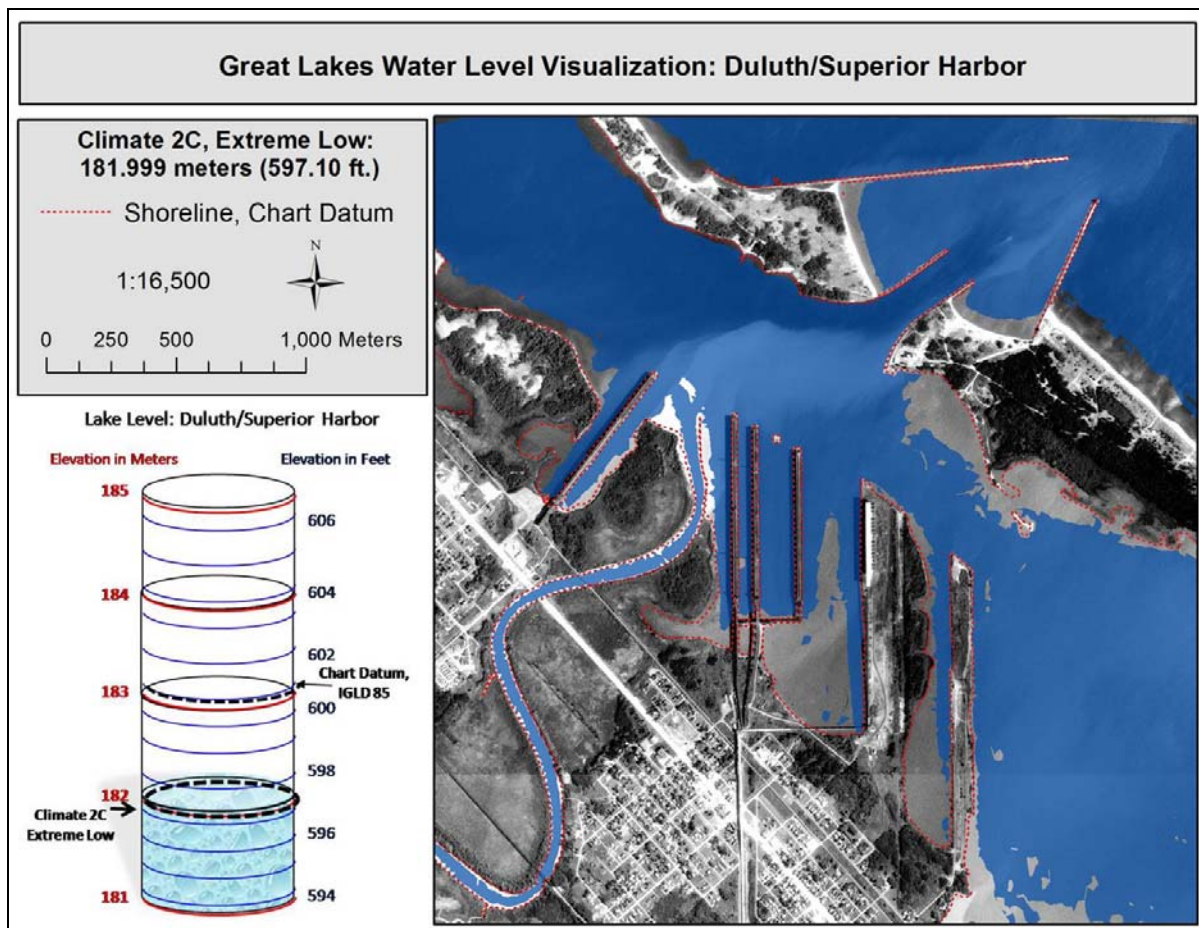 Great Lakes Water Level Visualization: Duluth/Superior Harbor
Climate 2C, Extreme Low:
181.999 meters (597.10 ft.)
Shoreline, Chart Datum
N
1:16,500
0 250 500 1,000 Meters
Lake Level: Duluth/Superior Harbor
Elevation in Meters Elevation in Feet
185
606
184 604
602
Chart Datum,
IGLD 85
183
600
598
182
Climate 2C
Extreme Low
596
181 594